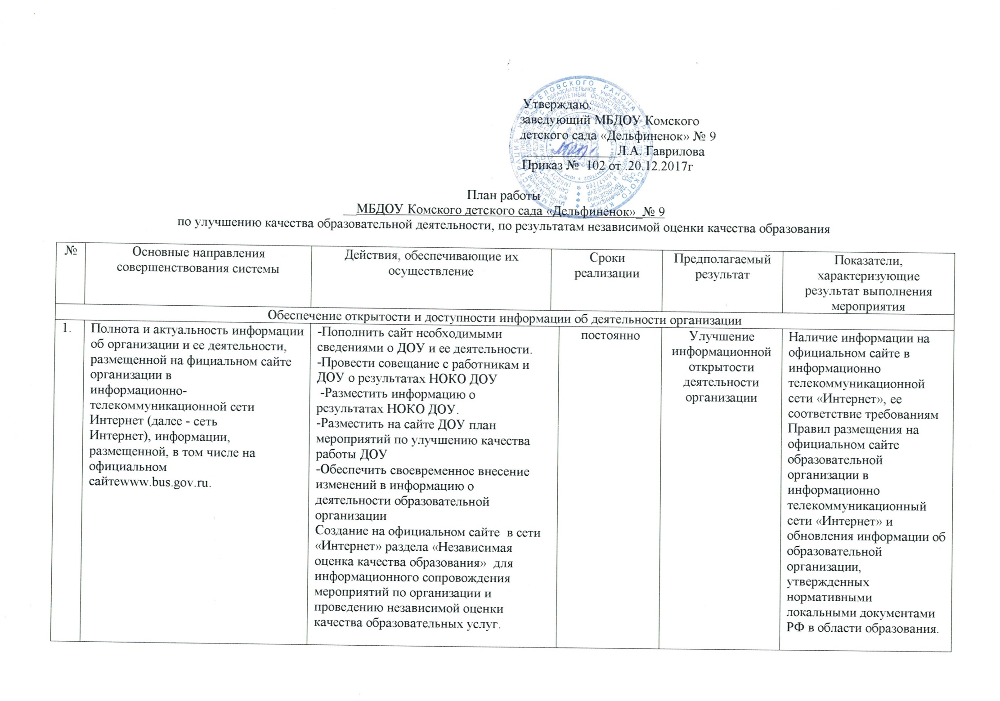 Утверждаю:
заведующий МБДОУ Комского
детского сада «Дельфиненок» № 9
Л.А. Гаврилова
Приказ № 102 от .20.12.2017г
План работы
МБДОУ Комского детского сада «Дельфиненок»_№ 9
по улучшению качества образовательной деятельности, по результатам независимой оценки качества образования
№
Основные направления
совершенствования системы
Действия, обеспечивающие их
осуществление
Сроки
реализации
Предполагаемый
результат
Показатели,
характеризующие
результат выполнения
мероприятия
Обеспечение открытости и доступности информации об деятельности организации
1.
Полнота и актуальность информации
об организации и ее деятельности,
размещенной на фициальном сайте
организации в
информационно-
телекоммуникационной сети
Интернет (далее - сеть
Интернет), информации,
размещенной, в том числе на
официальном
сайтеwww.bus.gov.ru.
-Пополнить сайт необходимыми
сведениями о ДОУ и ее деятельности.
-Провести совещание с работникам и
ДОУ о результатах НОКО ДОУ
-Разместить информацию о
результатах НОКО ДОУ.
-Разместить на сайте ДОУ план
мероприятий по улучшению качества
работы ДОУ
-Обеспечить своевременное внесение
изменений в информацию о
деятельности образовательной
организации
Создание на официальном сайте в сети
«Интернет» раздела «Независимая
оценка качества образования» для
информационного сопровождения
мероприятий по организации и
проведению независимой оценки
качества образовательных услуг.
постоянно
Улучшение
информационной
открытости
деятельности
организации
Наличие информации на
официальном сайте в
информационно
телекоммуникационной
сети «Интернет», ее
соответствие требованиям
Правил размещения на
официальном сайте
образовательной
организации в
информационно
телекоммуникационный
сети «Интернет» и
обновления информации об
образовательной
организации,
утвержденных
нормативными
локальными документами
РФ в области образования.